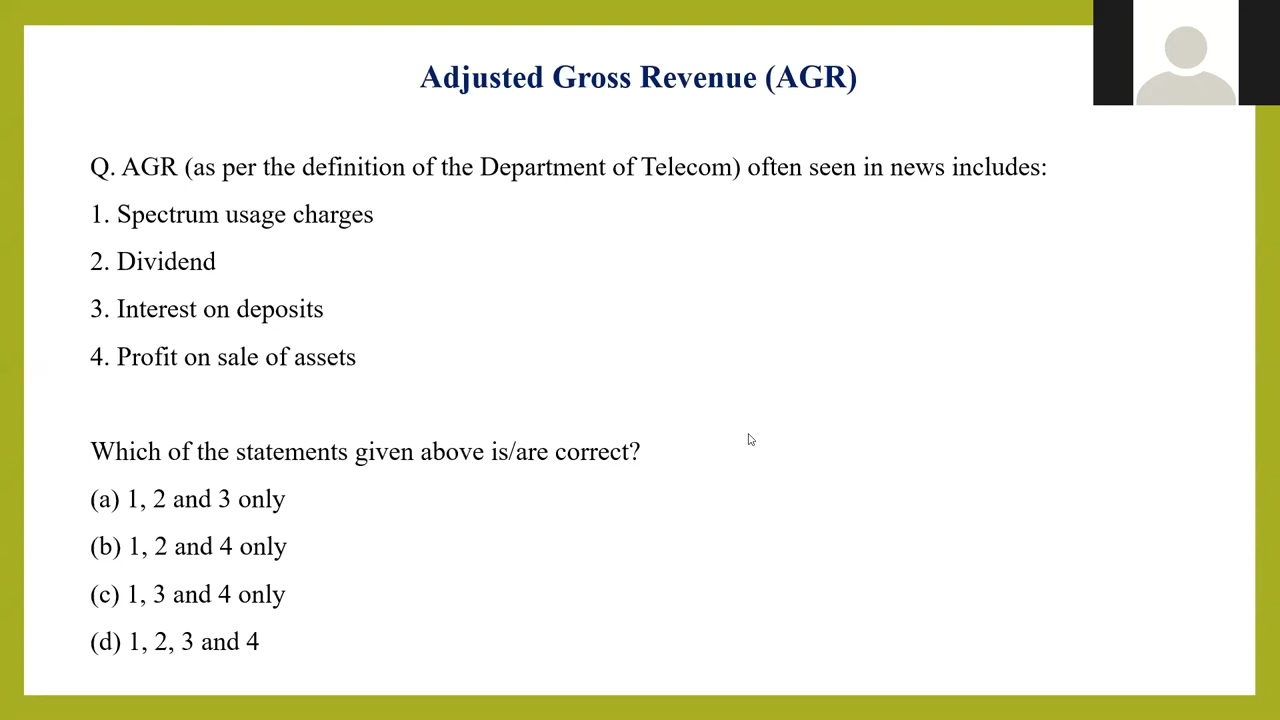 Adjusted Gross Revenue (AGR)
Q. AGR (as per the definition of the Department of Telecom) often seen in news includes:
1. Spectrum usage charges
2. Dividend
3. Interest on deposits
4. Profit on sale of assets
Which of the statements given above is/are correct?
(a) 1, 2 and 3 only
(b) 1, 2 and 4 only
(c) 1, 3 and 4 only
(d) 1, 2, 3 and 4